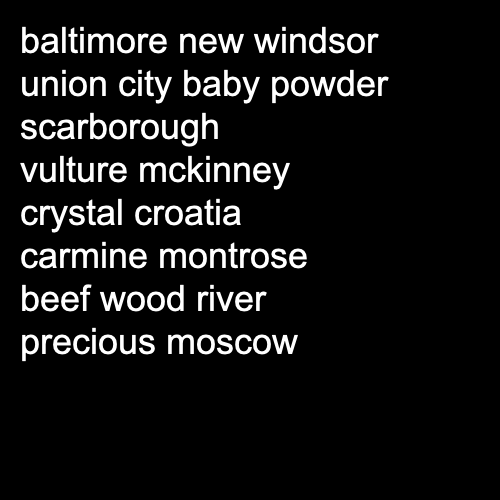 baltimore new windsor
union city baby powder
scarborough
vulture mckinney
crystal croatia
carmine montrose
beef wood river
precious moscow